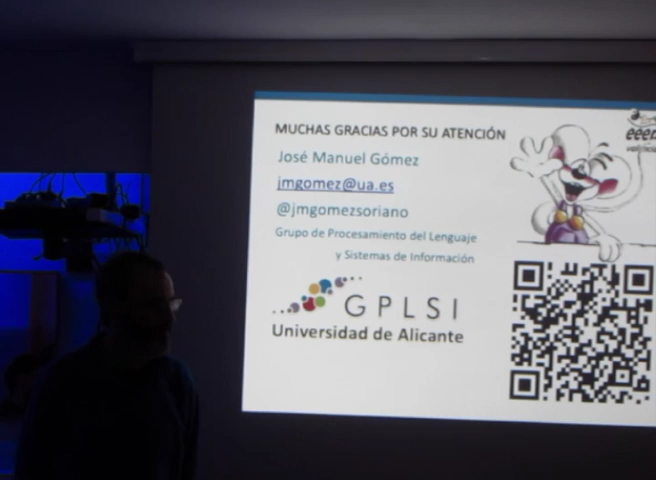 MUCHAS GRACIAS POR SU ATENCIÓN
José Manuel Gómez
jmgomez@ua.es
@jmgomezsoriano
Grupo de Procesamiento del Lenguaje
y Sistemas de Información
GPLSI
Universidad de Alicante